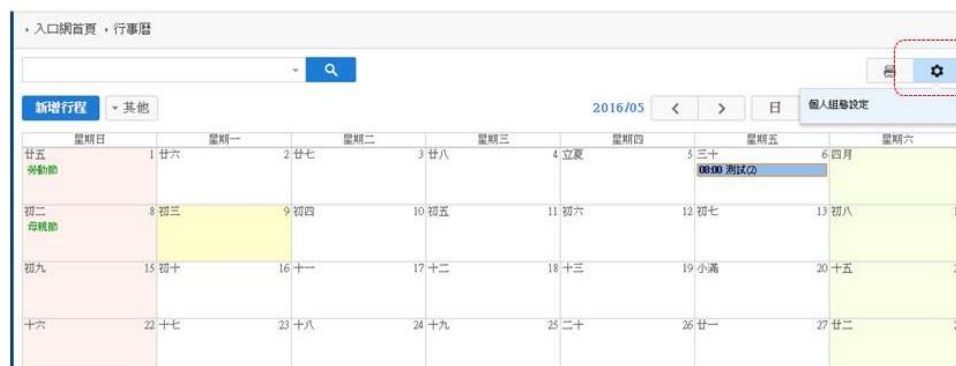 入口網首頁 行事曆
新增行程 其他 2016/05 日 個人組態設定
星期日 星期一 星期二 星期三 星期四 星期五 星期六
廿五 1 廿六 2 廿七 3 廿八 4 立夏 5 三十 6 四月
勞動節 08:00 測試(2)
初二 8 初三 9 初四 10 初五 11 初六 12 初七 13 初八
母親節
初九 15 初十 16 十一 17 十二 18 十三 19 小滿 20 十五
十六 22 十七 23 十八 24 十九 25 二十 26 廿一 27 廿二